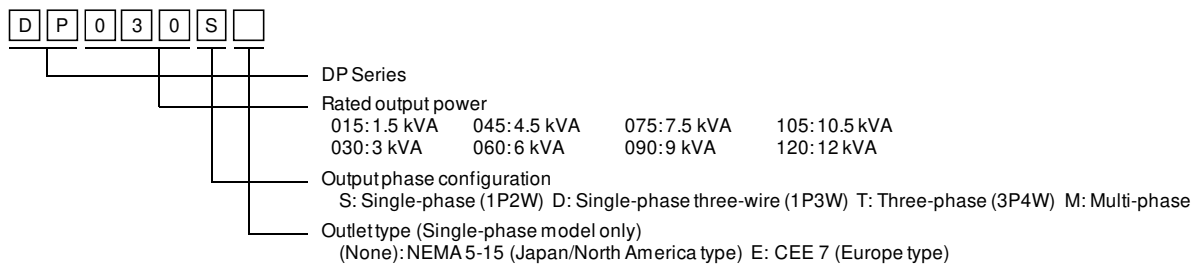 DP030S
DP Series
Rated output power
015: 1.5 kVA 045: 4.5 kVA 075: 7.5 kVA 105: 10.5 kVA
030: 3 kVA 060: 6 kVA 090: 9 kVA 120: 12 kVA
Output phase configuration
S: Single-phase (1P2W) D: Single-phase three-wire (1P3W) T: Three-phase (3P4W) M: Multi-phase
Outlet type (Single-phase model only)
(None): NEMA 5-15 (Japan/North America type) E: CEE 7 (Europe type)